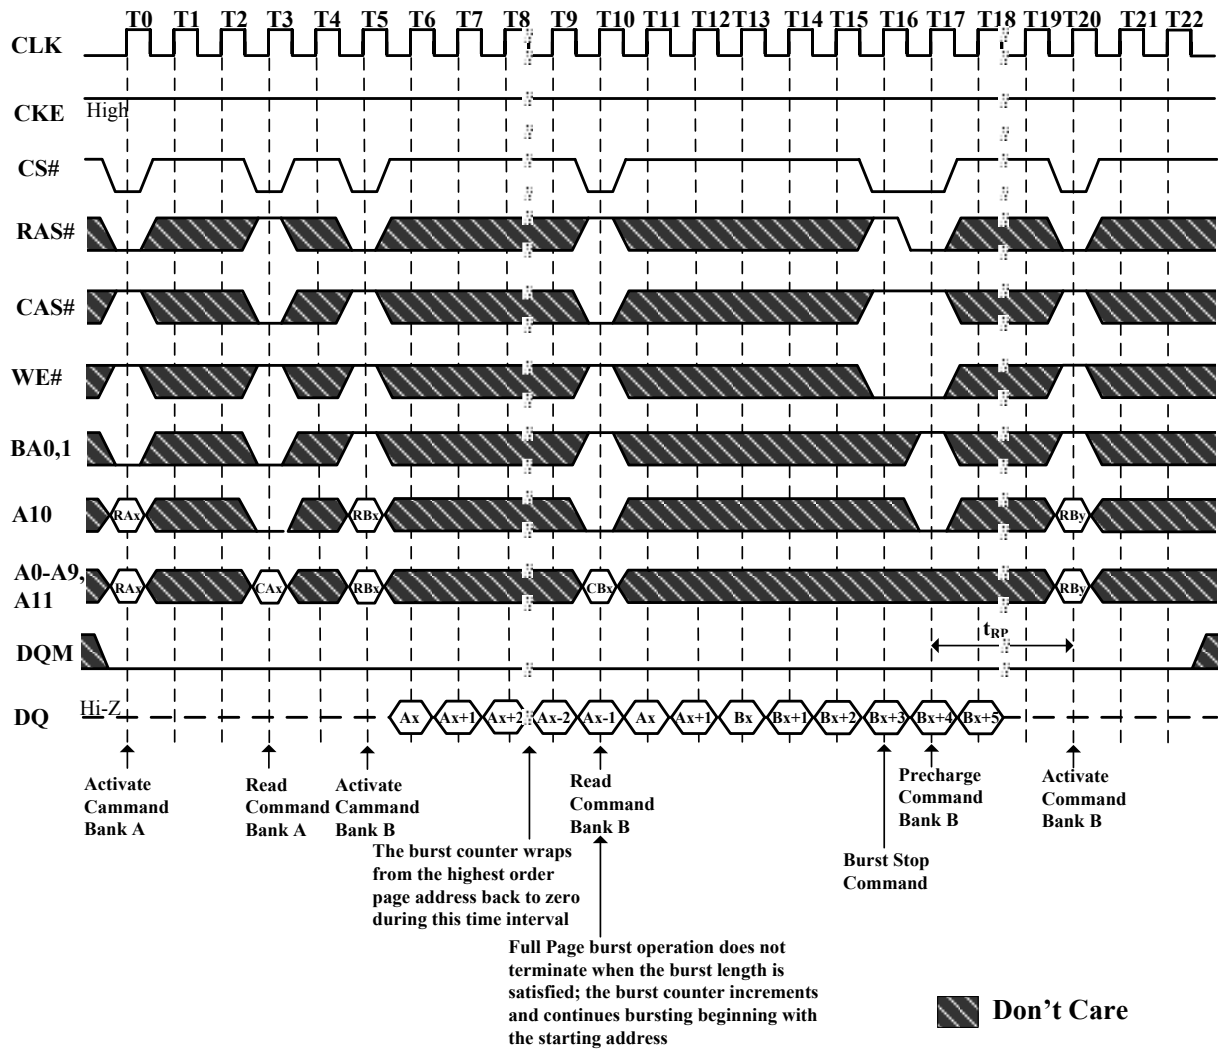 T0 T1 T2 T3 T4 T5 T6 T7 T8 T9 T10 T11 T12 T13 T14 T15 T16 T17 T18 T19 T20 T21 T22
CLK
CKE High
CS#
RAS#
CAS#
WE#
BA0,1
A10 RAx RBx RBy
A0-A9,
A11 RAx CAx RBx CBx RBy
tRP
DQM
DQ Hi-Z Ax Ax+1 Ax+2 Ax-2 Ax-1 Ax Ax+1 Bx Bx+1 Bx+2 Bx+3 Bx+4 Bx+5
Activate
Cammand
Bank A
Read
Command
Bank A
Activate
Cammand
Bank B
Read
Command
Bank B
Precharge
Command
Bank B
Activate
Command
Bank B
The burst counter wraps
from the highest order
page address back to zero
during this time interval
Burst Stop
Command
Full Page burst operation does not
terminate when the burst length is
satisfied; the burst counter increments
and continues bursting beginning with
the starting address
Don't Care